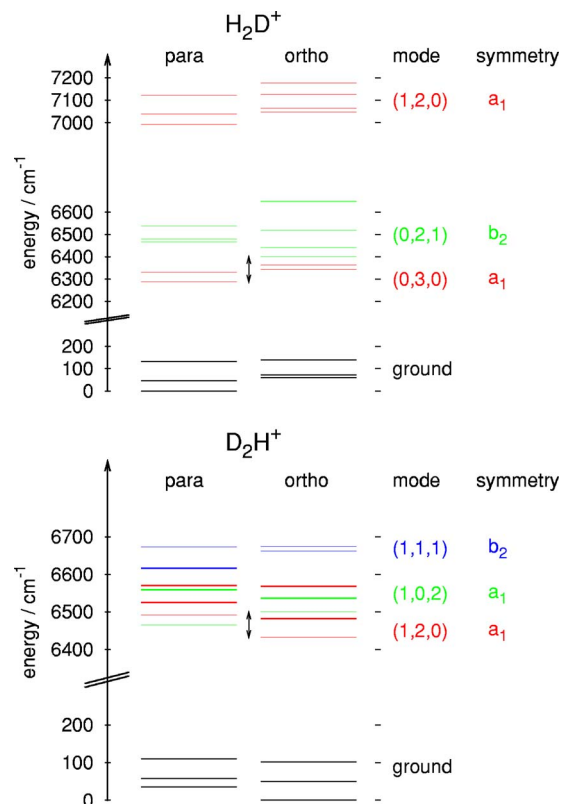 H₂D⁺
para ortho mode symmetry
7200
7100 (1,2,0) a₁
7000
energy / cm⁻¹
6600
6500 (0,2,1) b₂
6400
6300 (0,3,0) a₁
6200
200
100 ground
0
D₂H⁺
para ortho mode symmetry
6700 (1,1,1) b₂
6600
(1,0,2) a₁
energy / cm⁻¹
6500
(1,2,0) a₁
6400
200
100 ground
0